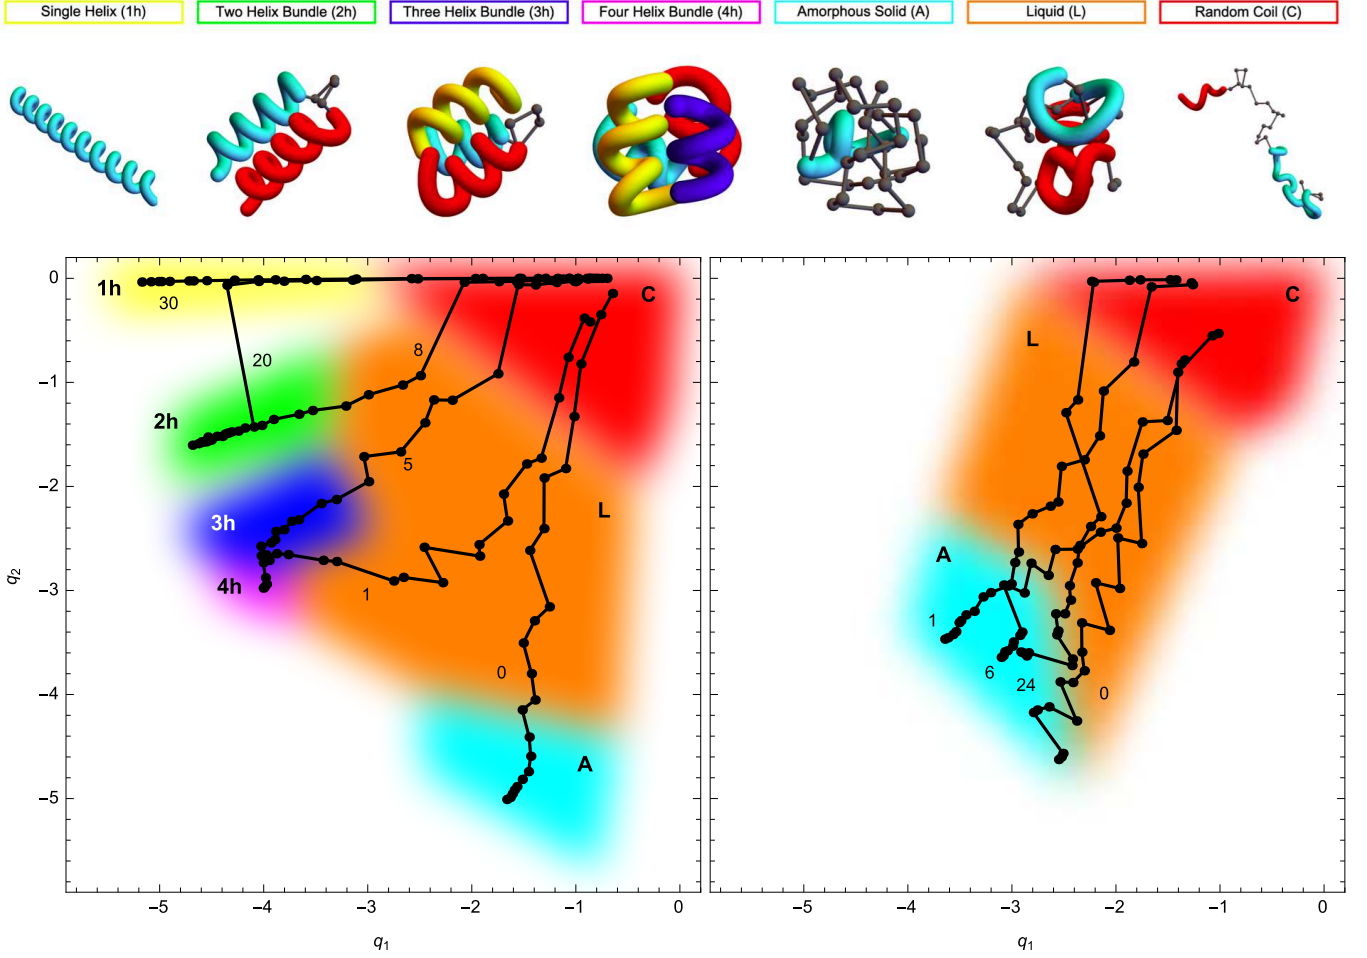 Single Helix (1h) Two Helix Bundle (2h) Three Helix Bundle (3h) Four Helix Bundle (4h) Amorphous Solid (A) Liquid (L) Random Coil (C)
0
1h
C
C
30
L
20
8
−1
2h
5
−2
3h
L
A
4h
1
−3
1
6
24
0
0
−4
A
−5
q2
−5 −4 −3 −2 −1 0 −5 −4 −3 −2 −1 0
q1 q1